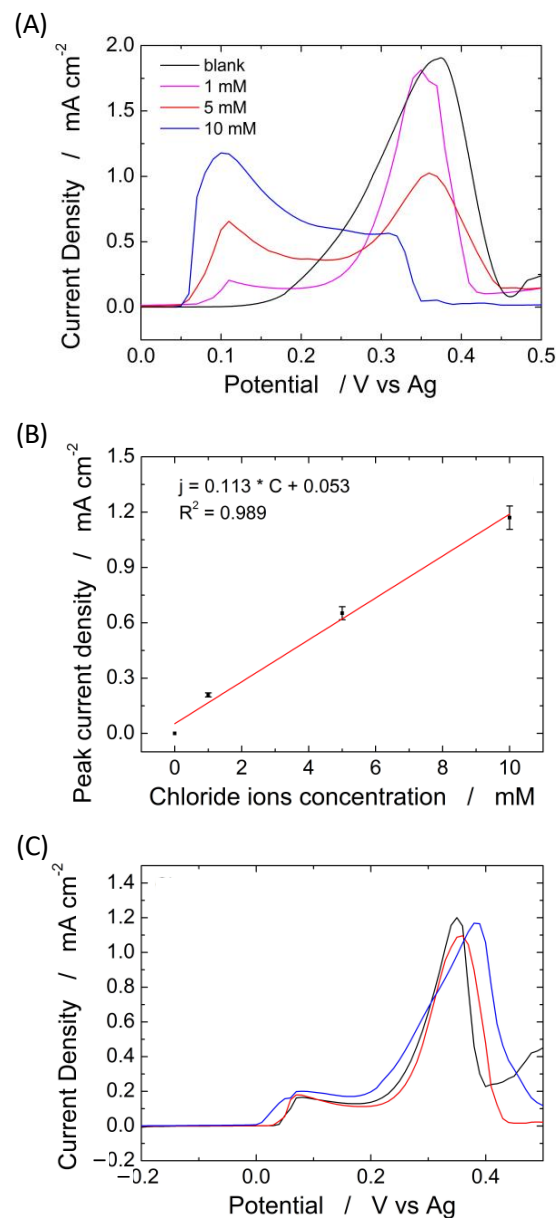 (A)
2.0
1.5
1.0
0.5
0.0
Current Density / mA cm-2
blank
1 mM
5 mM
10 mM
0.0 0.1 0.2 0.3 0.4 0.5
Potential / V vs Ag
(B)
1.5
1.2
0.9
0.6
0.3
0.0
Peak current density / mA cm-2
j = 0.113 * C + 0.053
R2 = 0.989
0 2 4 6 8 10
Chloride ions concentration / mM
(C)
1.4
1.2
1.0
0.8
0.6
0.4
0.2
0.0
−0.2
Current Density / mA cm-2
−0.2 0.0 0.2 0.4
Potential / V vs Ag